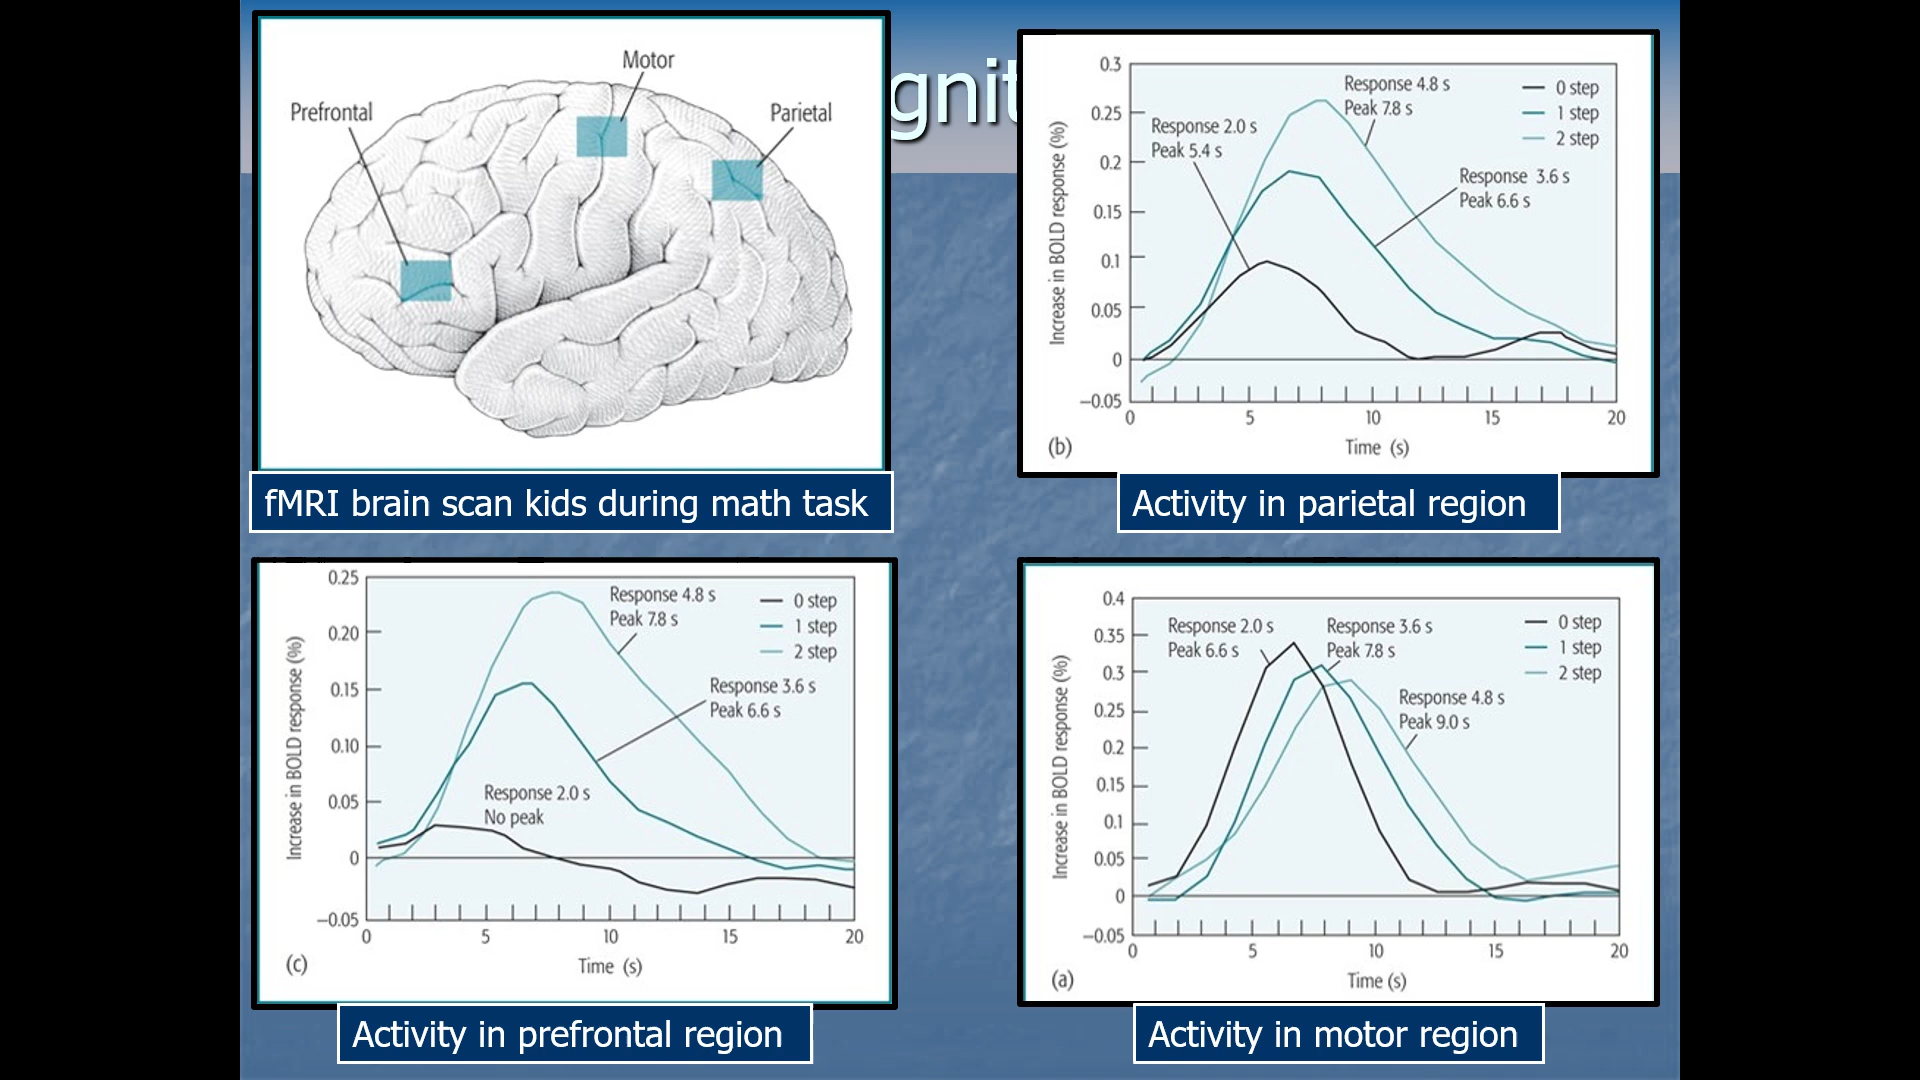 gnit
Motor
Prefrontal
Parietal
fMRI brain scan kids during math task
0.3
0.25
0.2
0.15
0.1
0.05
0
−0.05
Increase in BOLD response (%)
Response 2.0 s
Peak 5.4 s
Response 4.8 s
Peak 7.8 s
Response 3.6 s
Peak 6.6 s
0 step
1 step
2 step
0 5 10 15 20
(b)
Time (s)
Activity in parietal region
0.25
0.20
0.15
0.10
0.05
0
−0.05
Increase in BOLD response (%)
Response 4.8 s
Peak 7.8 s
Response 3.6 s
Peak 6.6 s
Response 2.0 s
No peak
0 step
1 step
2 step
0 5 10 15 20
(c)
Time (s)
Activity in prefrontal region
0.4
0.35
0.3
0.25
0.2
0.15
0.1
0.05
0
−0.05
Increase in BOLD response (%)
Response 2.0 s
Peak 6.6 s
Response 3.6 s
Peak 7.8 s
Response 4.8 s
Peak 9.0 s
0 step
1 step
2 step
0 5 10 15 20
(a)
Time (s)
Activity in motor region